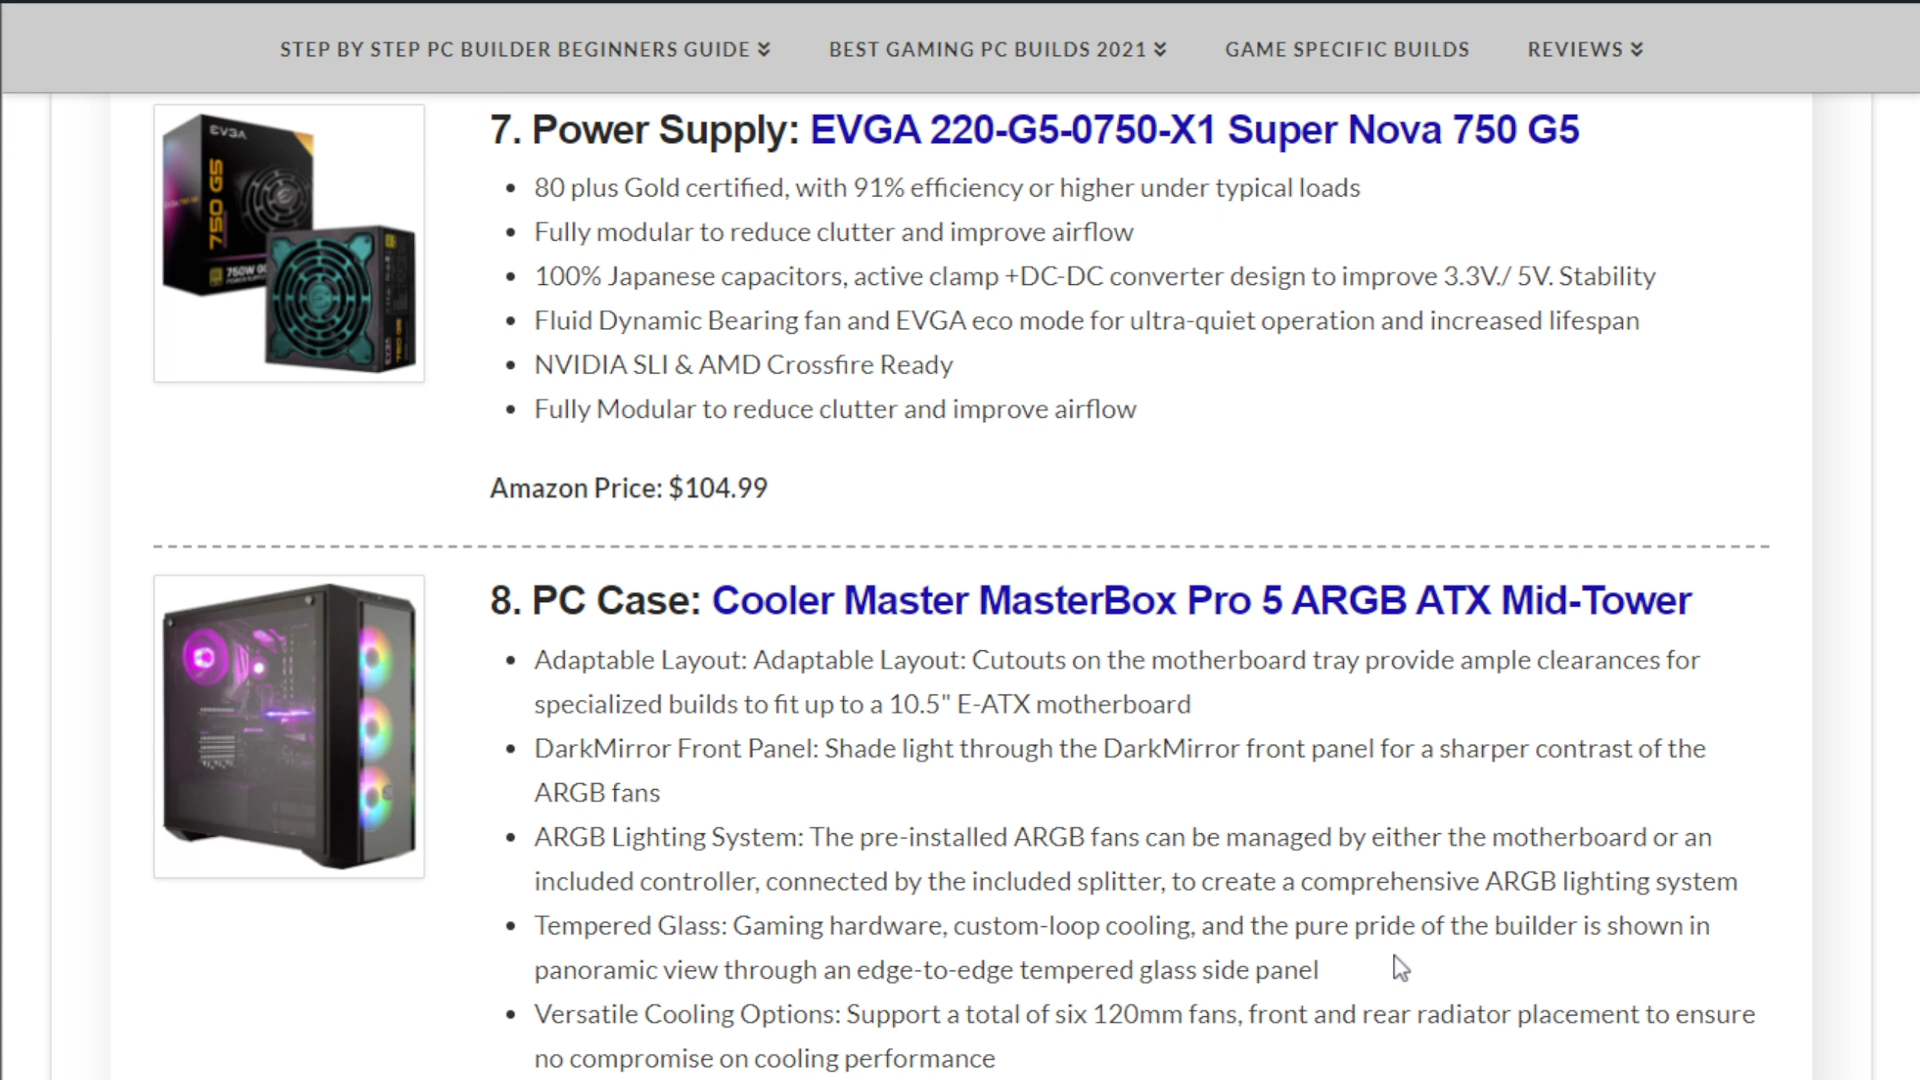 STEP BY STEP PC BUILDER BEGINNERS GUIDE
BEST GAMING PC BUILDS 2021
GAME SPECIFIC BUILDS
REVIEWS
EVGA
750 G5
7. Power Supply: EVGA 220-G5-0750-X1 Super Nova 750 G5
80 plus Gold certified, with 91% efficiency or higher under typical loads
Fully modular to reduce clutter and improve airflow
100% Japanese capacitors, active clamp +DC-DC converter design to improve 3.3V./ 5V. Stability
Fluid Dynamic Bearing fan and EVGA eco mode for ultra-quiet operation and increased lifespan
NVIDIA SLI & AMD Crossfire Ready
Fully Modular to reduce clutter and improve airflow
Amazon Price: $104.99
8. PC Case: Cooler Master MasterBox Pro 5 ARGB ATX Mid-Tower
Adaptable Layout: Adaptable Layout: Cutouts on the motherboard tray provide ample clearances for
specialized builds to fit up to a 10.5" E-ATX motherboard
DarkMirror Front Panel: Shade light through the DarkMirror front panel for a sharper contrast of the
ARGB fans
ARGB Lighting System: The pre-installed ARGB fans can be managed by either the motherboard or an
included controller, connected by the included splitter, to create a comprehensive ARGB lighting system
Tempered Glass: Gaming hardware, custom-loop cooling, and the pure pride of the builder is shown in
panoramic view through an edge-to-edge tempered glass side panel
Versatile Cooling Options: Support a total of six 120mm fans, front and rear radiator placement to ensure
no compromise on cooling performance